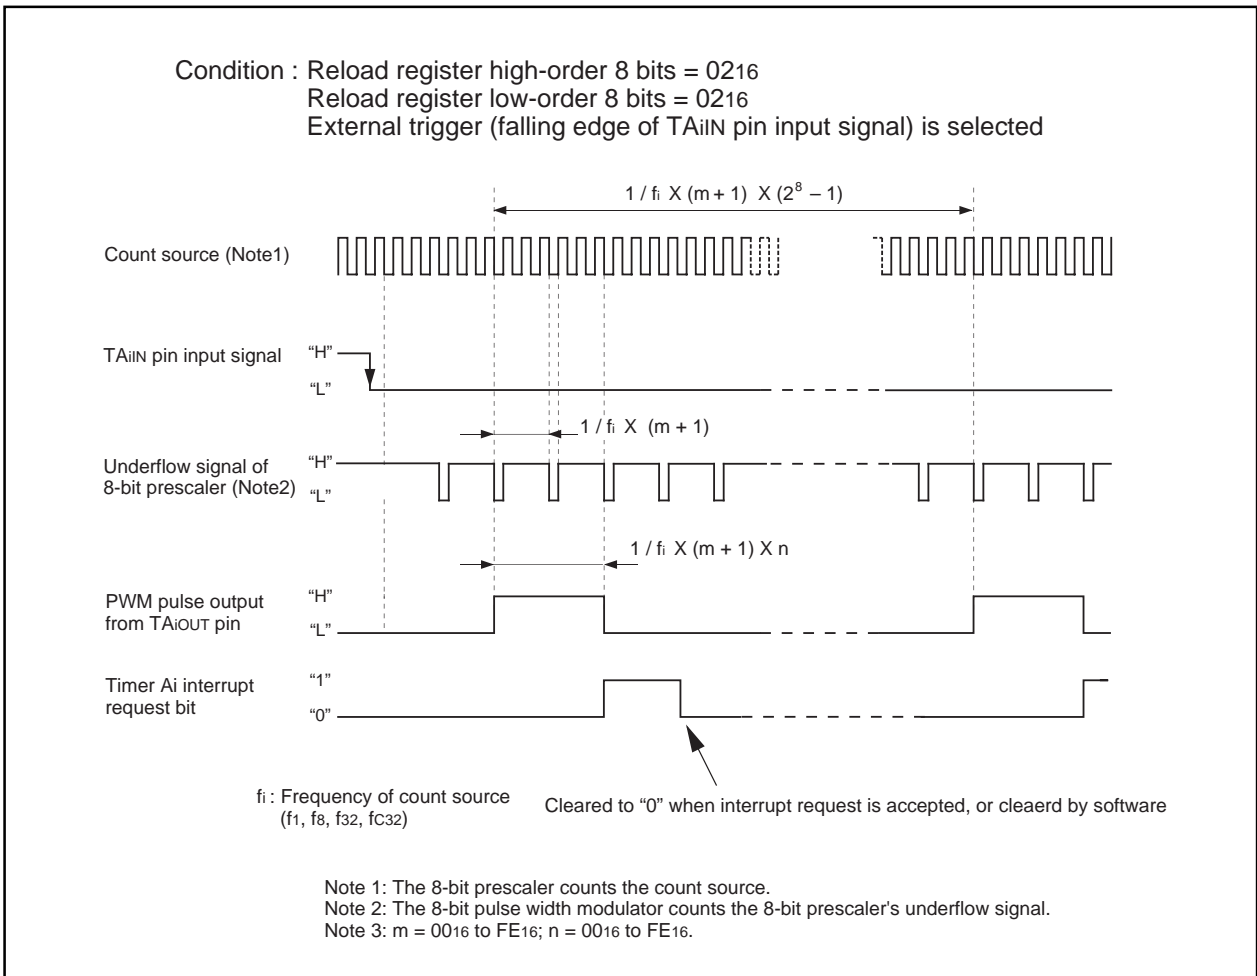 Condition : Reload register high-order 8 bits = 0216
Reload register low-order 8 bits = 0216
External trigger (falling edge of TAiIN pin input signal) is selected
1 / fi X (m + 1) X (2^8 – 1)
Count source (Note1)
TAiIN pin input signal
“H”
“L”
1 / fi X (m + 1)
Underflow signal of
8-bit prescaler (Note2)
“H”
“L”
1 / fi X (m + 1) X n
PWM pulse output
from TAiOUT pin
“H”
“L”
Timer Ai interrupt
request bit
“1”
“0”
fi : Frequency of count source
(f1, f8, f32, fC32)
Cleared to “0” when interrupt request is accepted, or cleaerd by software
Note 1: The 8-bit prescaler counts the count source.
Note 2: The 8-bit pulse width modulator counts the 8-bit prescaler's underflow signal.
Note 3: m = 0016 to FE16; n = 0016 to FE16.